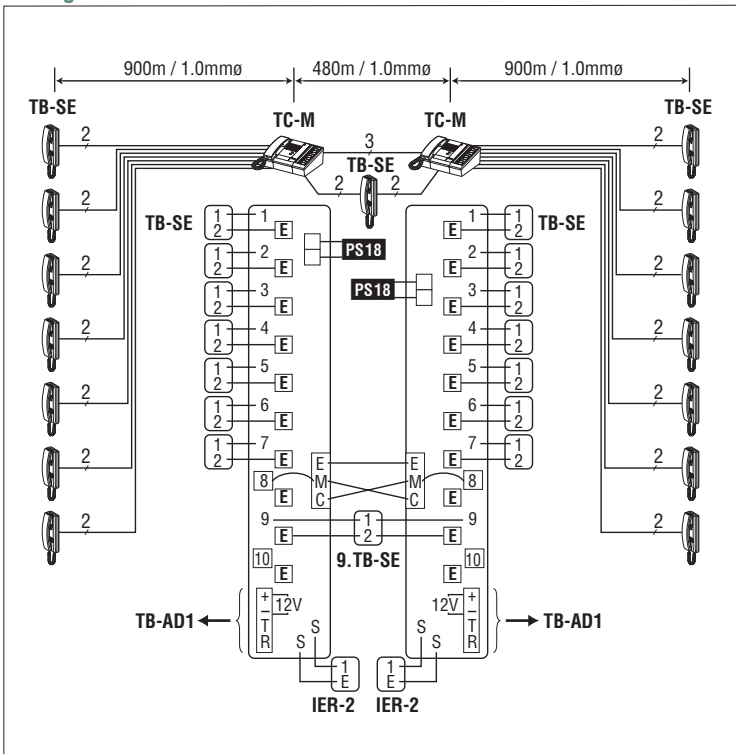 900m / 1.0mmø 480m / 1.0mmø 900m / 1.0mmø
TB-SE TC-M TC-M TB-SE
2 3 2
TB-SE
2 2
2 2
TB-SE 1 1 1 1 TB-SE
2 E PS18 E 2
2 2
1 2 2 1
2 E PS18 E 2
2 2
1 3 3 1
2 E E 2
2 2
1 4 4 1
2 E E 2
2 2
1 5 5 1
2 E E 2
2 2
1 6 6 1
2 E E 2
1 7 7 1
2 E E E E 2
8 M M 8
E C C E
2 2
9 1 9
E 2 E
9.TB-SE
10 10
E E
+ +
− 12V 12V −
TB-AD1 T S S T TB-AD1
R S S R
1 1
E E
IER-2 IER-2